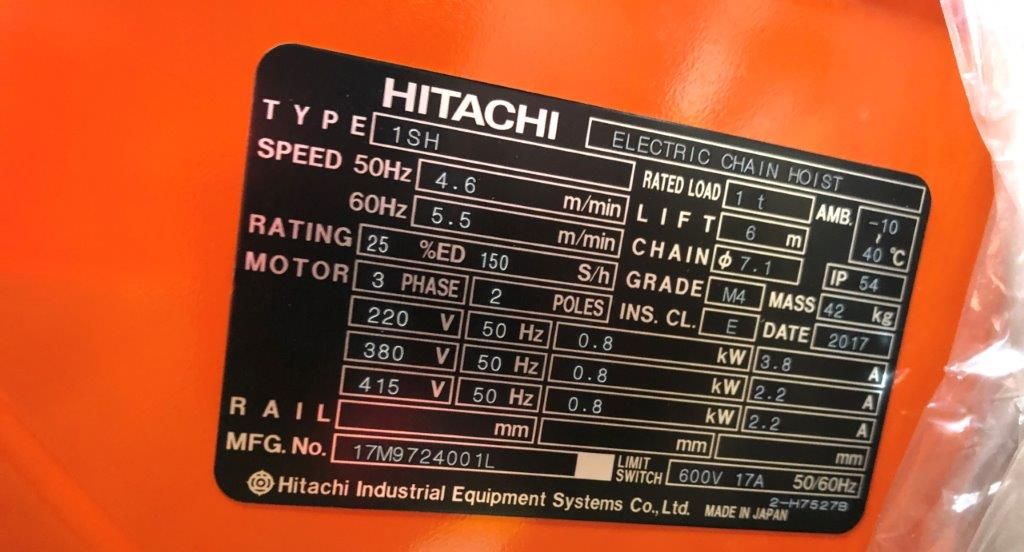 HITACHI ELECTRIC CHAIN HOIST
TYPE 1SH RATED LOAD 1 t AMB. -10 , 40 °C
SPEED 50Hz 4.6 m/min LIFT 6 m
60Hz 5.5 m/min CHAIN ϕ 7.1 IP 54
RATING 25 %ED 150 S/h GRADE M4 MASS 42 kg
MOTOR 3 PHASE 2 POLES INS. CL. E DATE 2017
220 V 50 Hz 0.8 kW 3.8 A
380 V 50 Hz 0.8 kW 2.2 A
415 V 50 Hz 0.8 kW 2.2 A
RAIL mm mm mm
MFG. No. 17M9724001L LIMIT SWITCH 600V 17A 50/60Hz
Hitachi Industrial Equipment Systems Co., Ltd. MADE IN JAPAN 2-H7527B